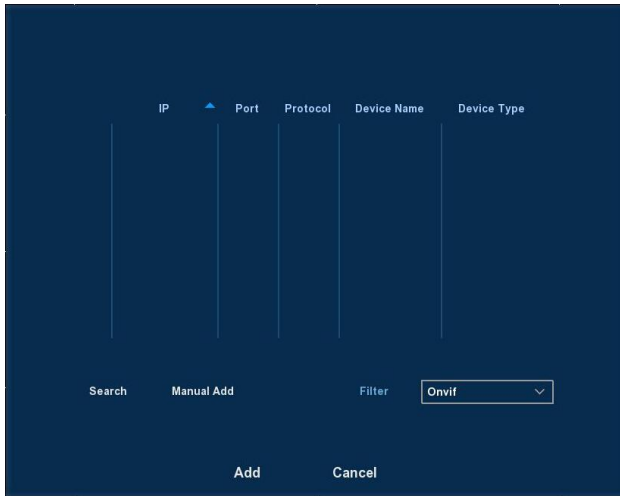 IP Port Protocol Device Name Device Type
Search Manual Add Filter Onvif
Add Cancel